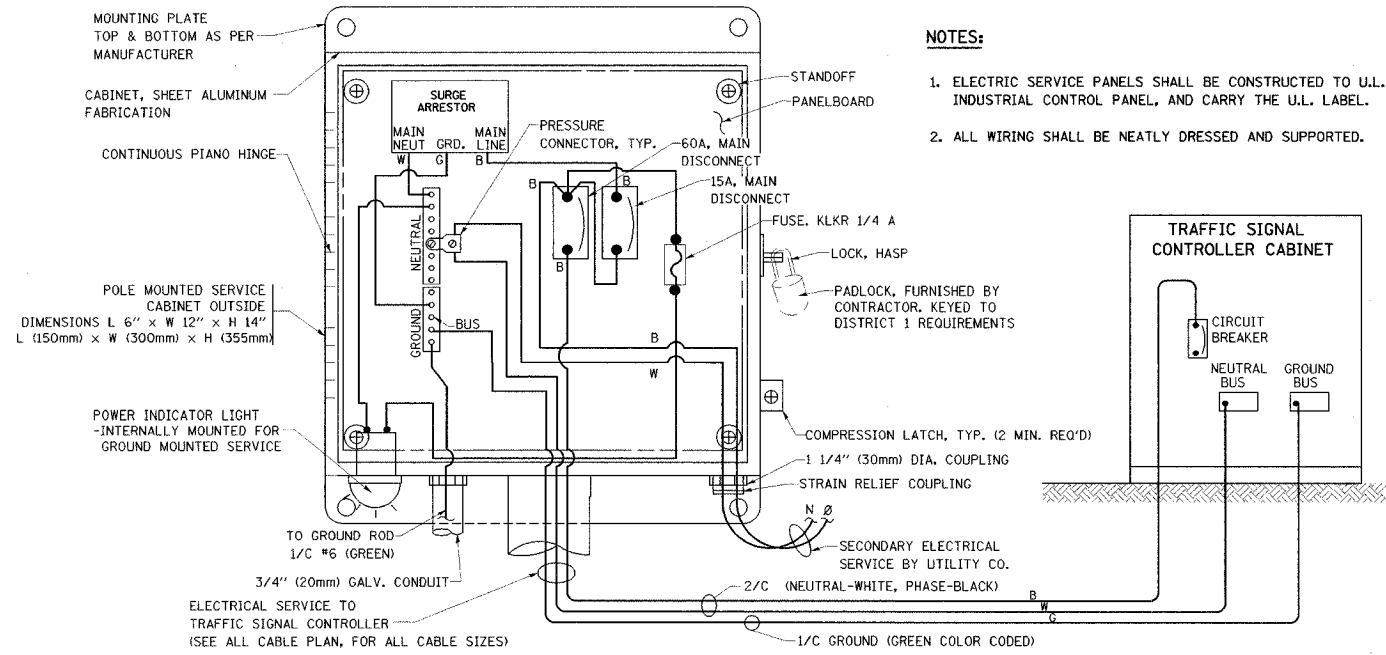 MOUNTING PLATE
TOP & BOTTOM AS PER
MANUFACTURER
CABINET, SHEET ALUMINUM
FABRICATION
CONTINUOUS PIANO HINGE
POLE MOUNTED SERVICE
CABINET OUTSIDE
DIMENSIONS L 6" x W 12" x H 14"
L (150mm) x W (300mm) x H (355mm)
POWER INDICATOR LIGHT
-INTERNALLY MOUNTED FOR
GROUND MOUNTED SERVICE
SURGE
ARRESTOR
MAIN
NEUT
GRD.
MAIN
LINE
W
G
B
NEUTRAL
GROUND
BUS
PRESSURE
CONNECTOR, TYP.
B
B
B
B
W
STANDOFF
PANELBOARD
60A, MAIN
DISCONNECT
15A, MAIN
DISCONNECT
FUSE, KLKR 1/4 A
LOCK, HASP
PADLOCK, FURNISHED BY
CONTRACTOR. KEYED TO
DISTRICT 1 REQUIREMENTS
COMPRESSION LATCH, TYP. (2 MIN. REQ'D)
1 1/4" (30mm) DIA. COUPLING
STRAIN RELIEF COUPLING
N Ø
SECONDARY ELECTRICAL
SERVICE BY UTILITY CO.
TO GROUND ROD
1/C #6 (GREEN)
3/4" (20mm) GALV. CONDUIT
ELECTRICAL SERVICE TO
TRAFFIC SIGNAL CONTROLLER
(SEE ALL CABLE PLAN, FOR ALL CABLE SIZES)
2/C (NEUTRAL-WHITE, PHASE-BLACK)
B
W
G
1/C GROUND (GREEN COLOR CODED)
NOTES:
1. ELECTRIC SERVICE PANELS SHALL BE CONSTRUCTED TO U.L.
INDUSTRIAL CONTROL PANEL, AND CARRY THE U.L. LABEL.
2. ALL WIRING SHALL BE NEATLY DRESSED AND SUPPORTED.
TRAFFIC SIGNAL
CONTROLLER CABINET
CIRCUIT
BREAKER
NEUTRAL
BUS
GROUND
BUS